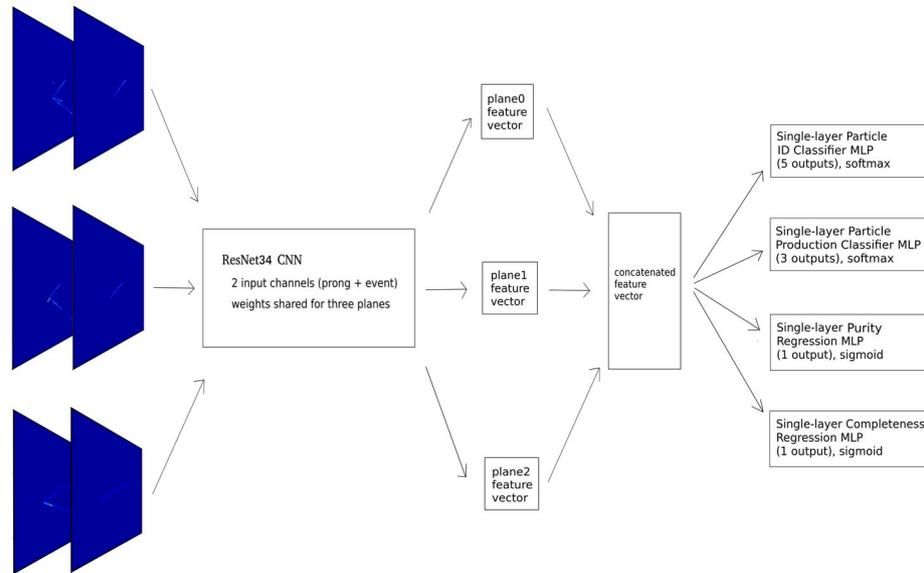 plane0
feature
vector
Single-layer Particle
ID Classifier MLP
(5 outputs), softmax
ResNet34 CNN
2 input channels (prong + event)
weights shared for three planes
plane1
feature
vector
concatenated
feature
vector
Single-layer Particle
Production Classifier MLP
(3 outputs), softmax
Single-layer Purity
Regression MLP
(1 output), sigmoid
plane2
feature
vector
Single-layer Completeness
Regression MLP
(1 output), sigmoid